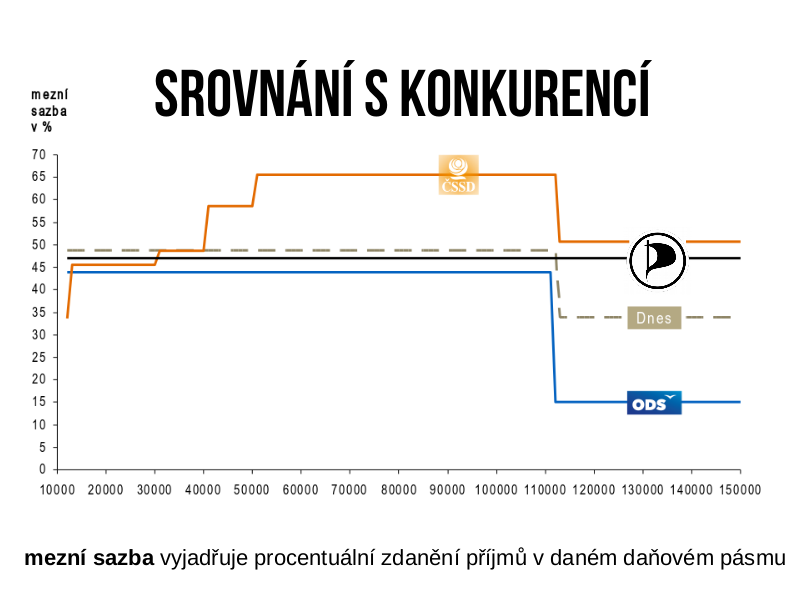 SROVNÁNÍ S KONKURENCÍ
mezní
sazba
v %
70
65
60
55
50
45
40
35
30
25
20
15
10
5
0
ČSSD
Dnes
ODS
10000 20000 30000 40000 50000 60000 70000 80000 90000 100000 110000 120000 130000 140000 150000
mezní sazba vyjadřuje procentuální zdanění příjmů v daném daňovém pásmu